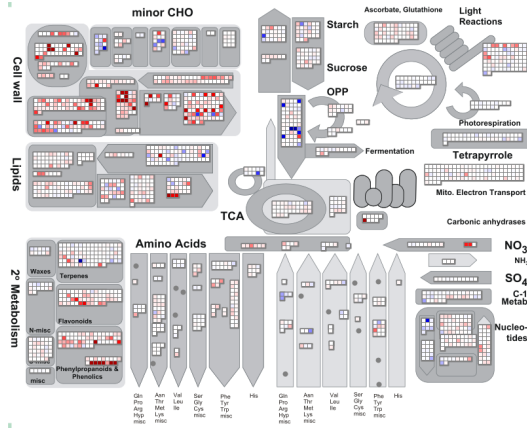 minor CHO
Cell wall
Lipids
Starch
Sucrose
OPP
Fermentation
TCA
Ascorbate, Glutathione
Light
Reactions
Photorespiration
Tetrapyrrole
Mito. Electron Transport
Carbonic anhydrases
2° Metabolism
Waxes
Terpenes
Flavonoids
N-misc
Phenylpropanoids &
Phenolics
misc
Amino Acids
NO3
NH
SO4
C-1
Metab
Nucleo-
tides
Gln
Pro
Arg
Hyp
misc
Asn
Thr
Met
Lys
misc
Val
Leu
Ile
Ser
Gly
Cys
misc
Phe
Tyr
Trp
misc
His
Gln
Pro
Arg
Hyp
misc
Asn
Thr
Met
Lys
misc
Val
Leu
Ile
Ser
Gly
Cys
misc
Phe
Tyr
Trp
misc
His